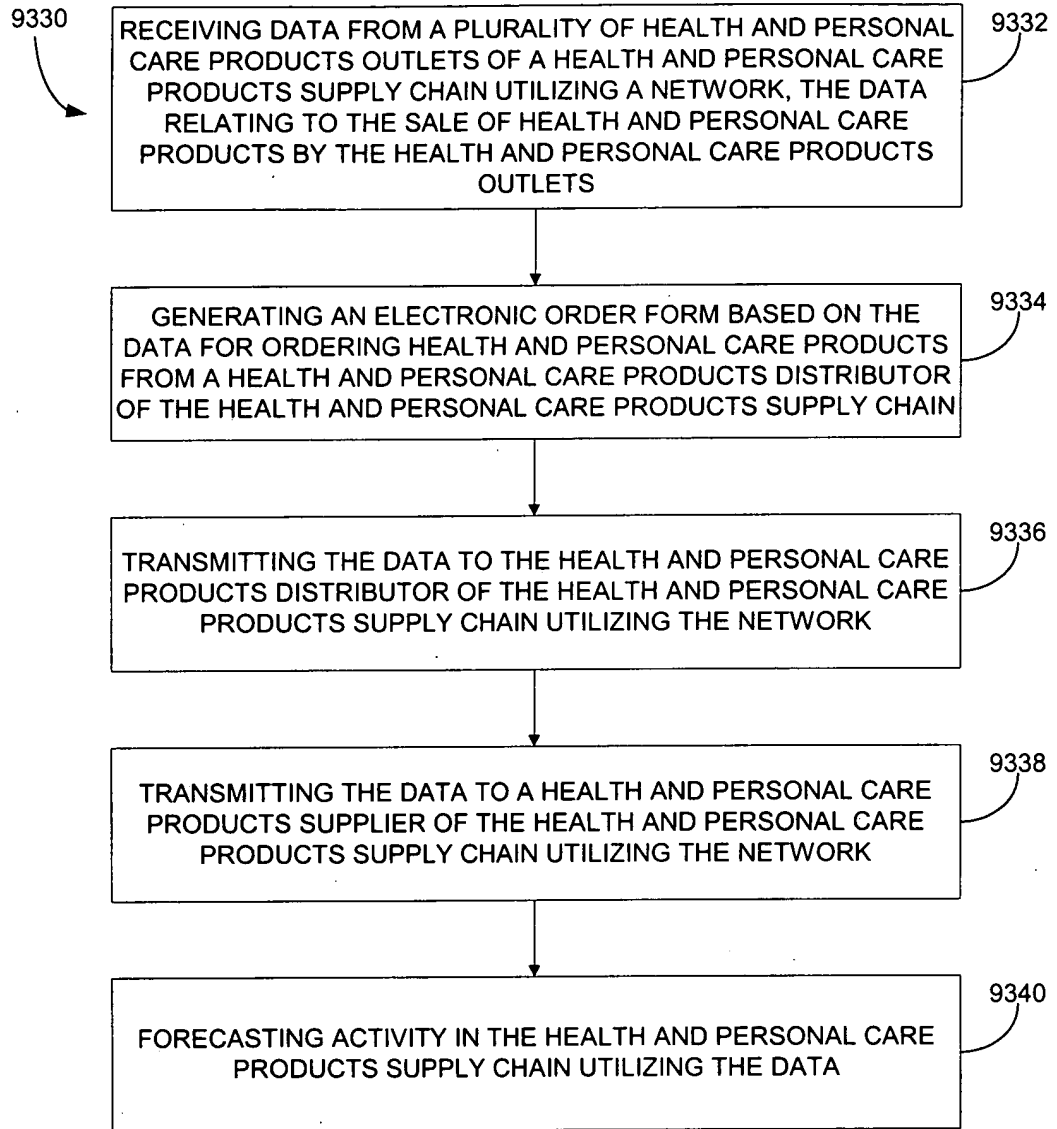 9330
RECEIVING DATA FROM A PLURALITY OF HEALTH AND PERSONAL
CARE PRODUCTS OUTLETS OF A HEALTH AND PERSONAL CARE
PRODUCTS SUPPLY CHAIN UTILIZING A NETWORK, THE DATA
RELATING TO THE SALE OF HEALTH AND PERSONAL CARE
PRODUCTS BY THE HEALTH AND PERSONAL CARE PRODUCTS
OUTLETS
9332
GENERATING AN ELECTRONIC ORDER FORM BASED ON THE
DATA FOR ORDERING HEALTH AND PERSONAL CARE PRODUCTS
FROM A HEALTH AND PERSONAL CARE PRODUCTS DISTRIBUTOR
OF THE HEALTH AND PERSONAL CARE PRODUCTS SUPPLY CHAIN
9334
TRANSMITTING THE DATA TO THE HEALTH AND PERSONAL CARE
PRODUCTS DISTRIBUTOR OF THE HEALTH AND PERSONAL CARE
PRODUCTS SUPPLY CHAIN UTILIZING THE NETWORK
9336
TRANSMITTING THE DATA TO A HEALTH AND PERSONAL CARE
PRODUCTS SUPPLIER OF THE HEALTH AND PERSONAL CARE
PRODUCTS SUPPLY CHAIN UTILIZING THE NETWORK
9338
FORECASTING ACTIVITY IN THE HEALTH AND PERSONAL CARE
PRODUCTS SUPPLY CHAIN UTILIZING THE DATA
9340